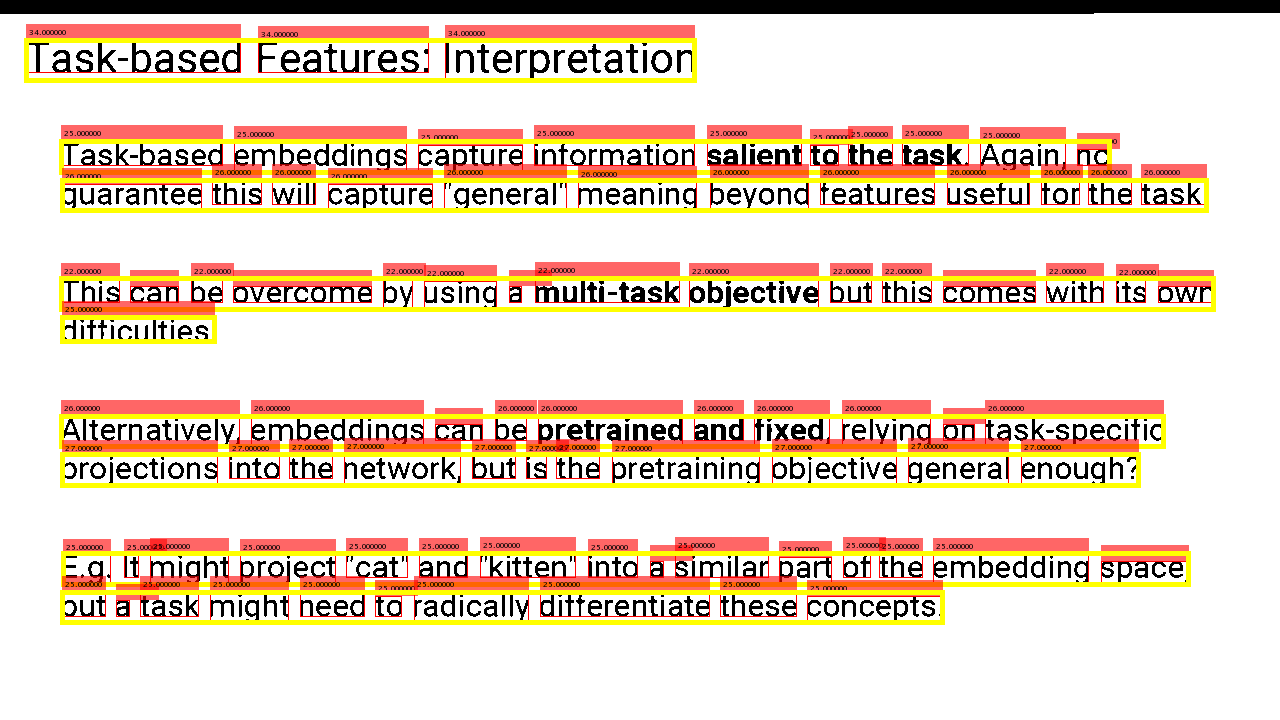 Task-based Features: Interpretation
Task-based embeddings capture information salient to the task. Again, no
guarantee this will capture "general" meaning beyond features useful for the task.
This can be overcome by using a multi-task objective but this comes with its own
difficulties.
Alternatively, embeddings can be pretrained and fixed, relying on task-specific
projections into the network, but is the pretraining objective general enough?
E.g. It might project "cat" and "kitten" into a similar part of the embedding space,
but a task might need to radically differentiate these concepts.